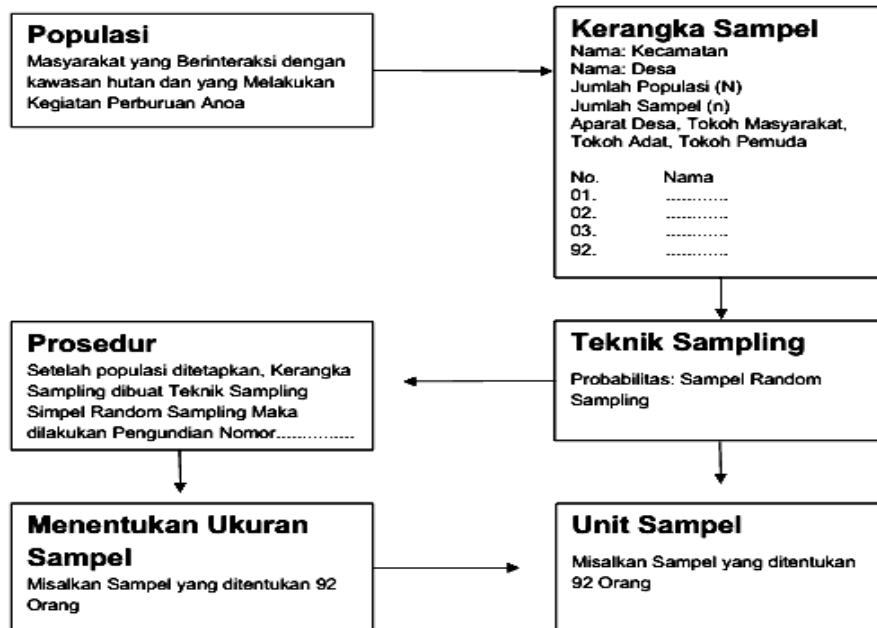 Populasi
Masyarakat yang Berinteraksi dengan
kawasan hutan dan yang Melakukan
Kegiatan Perburuan Anoa
Kerangka Sampel
Nama: Kecamatan
Nama: Desa
Jumlah Populasi (N)
Jumlah Sampel (n)
Aparat Desa, Tokoh Masyarakat,
Tokoh Adat, Tokoh Pemuda
No. Nama
01. ............
02. ............
03. ............
92. ............
Teknik Sampling
Probabilitas: Sampel Random
Sampling
Prosedur
Setelah populasi ditetapkan, Kerangka
Sampling dibuat Teknik Sampling
Simpel Random Sampling Maka
dilakukan Pengundian Nomor...............
Menentukan Ukuran
Sampel
Misalkan Sampel yang ditentukan 92
Orang
Unit Sampel
Misalkan Sampel yang ditentukan
92 Orang